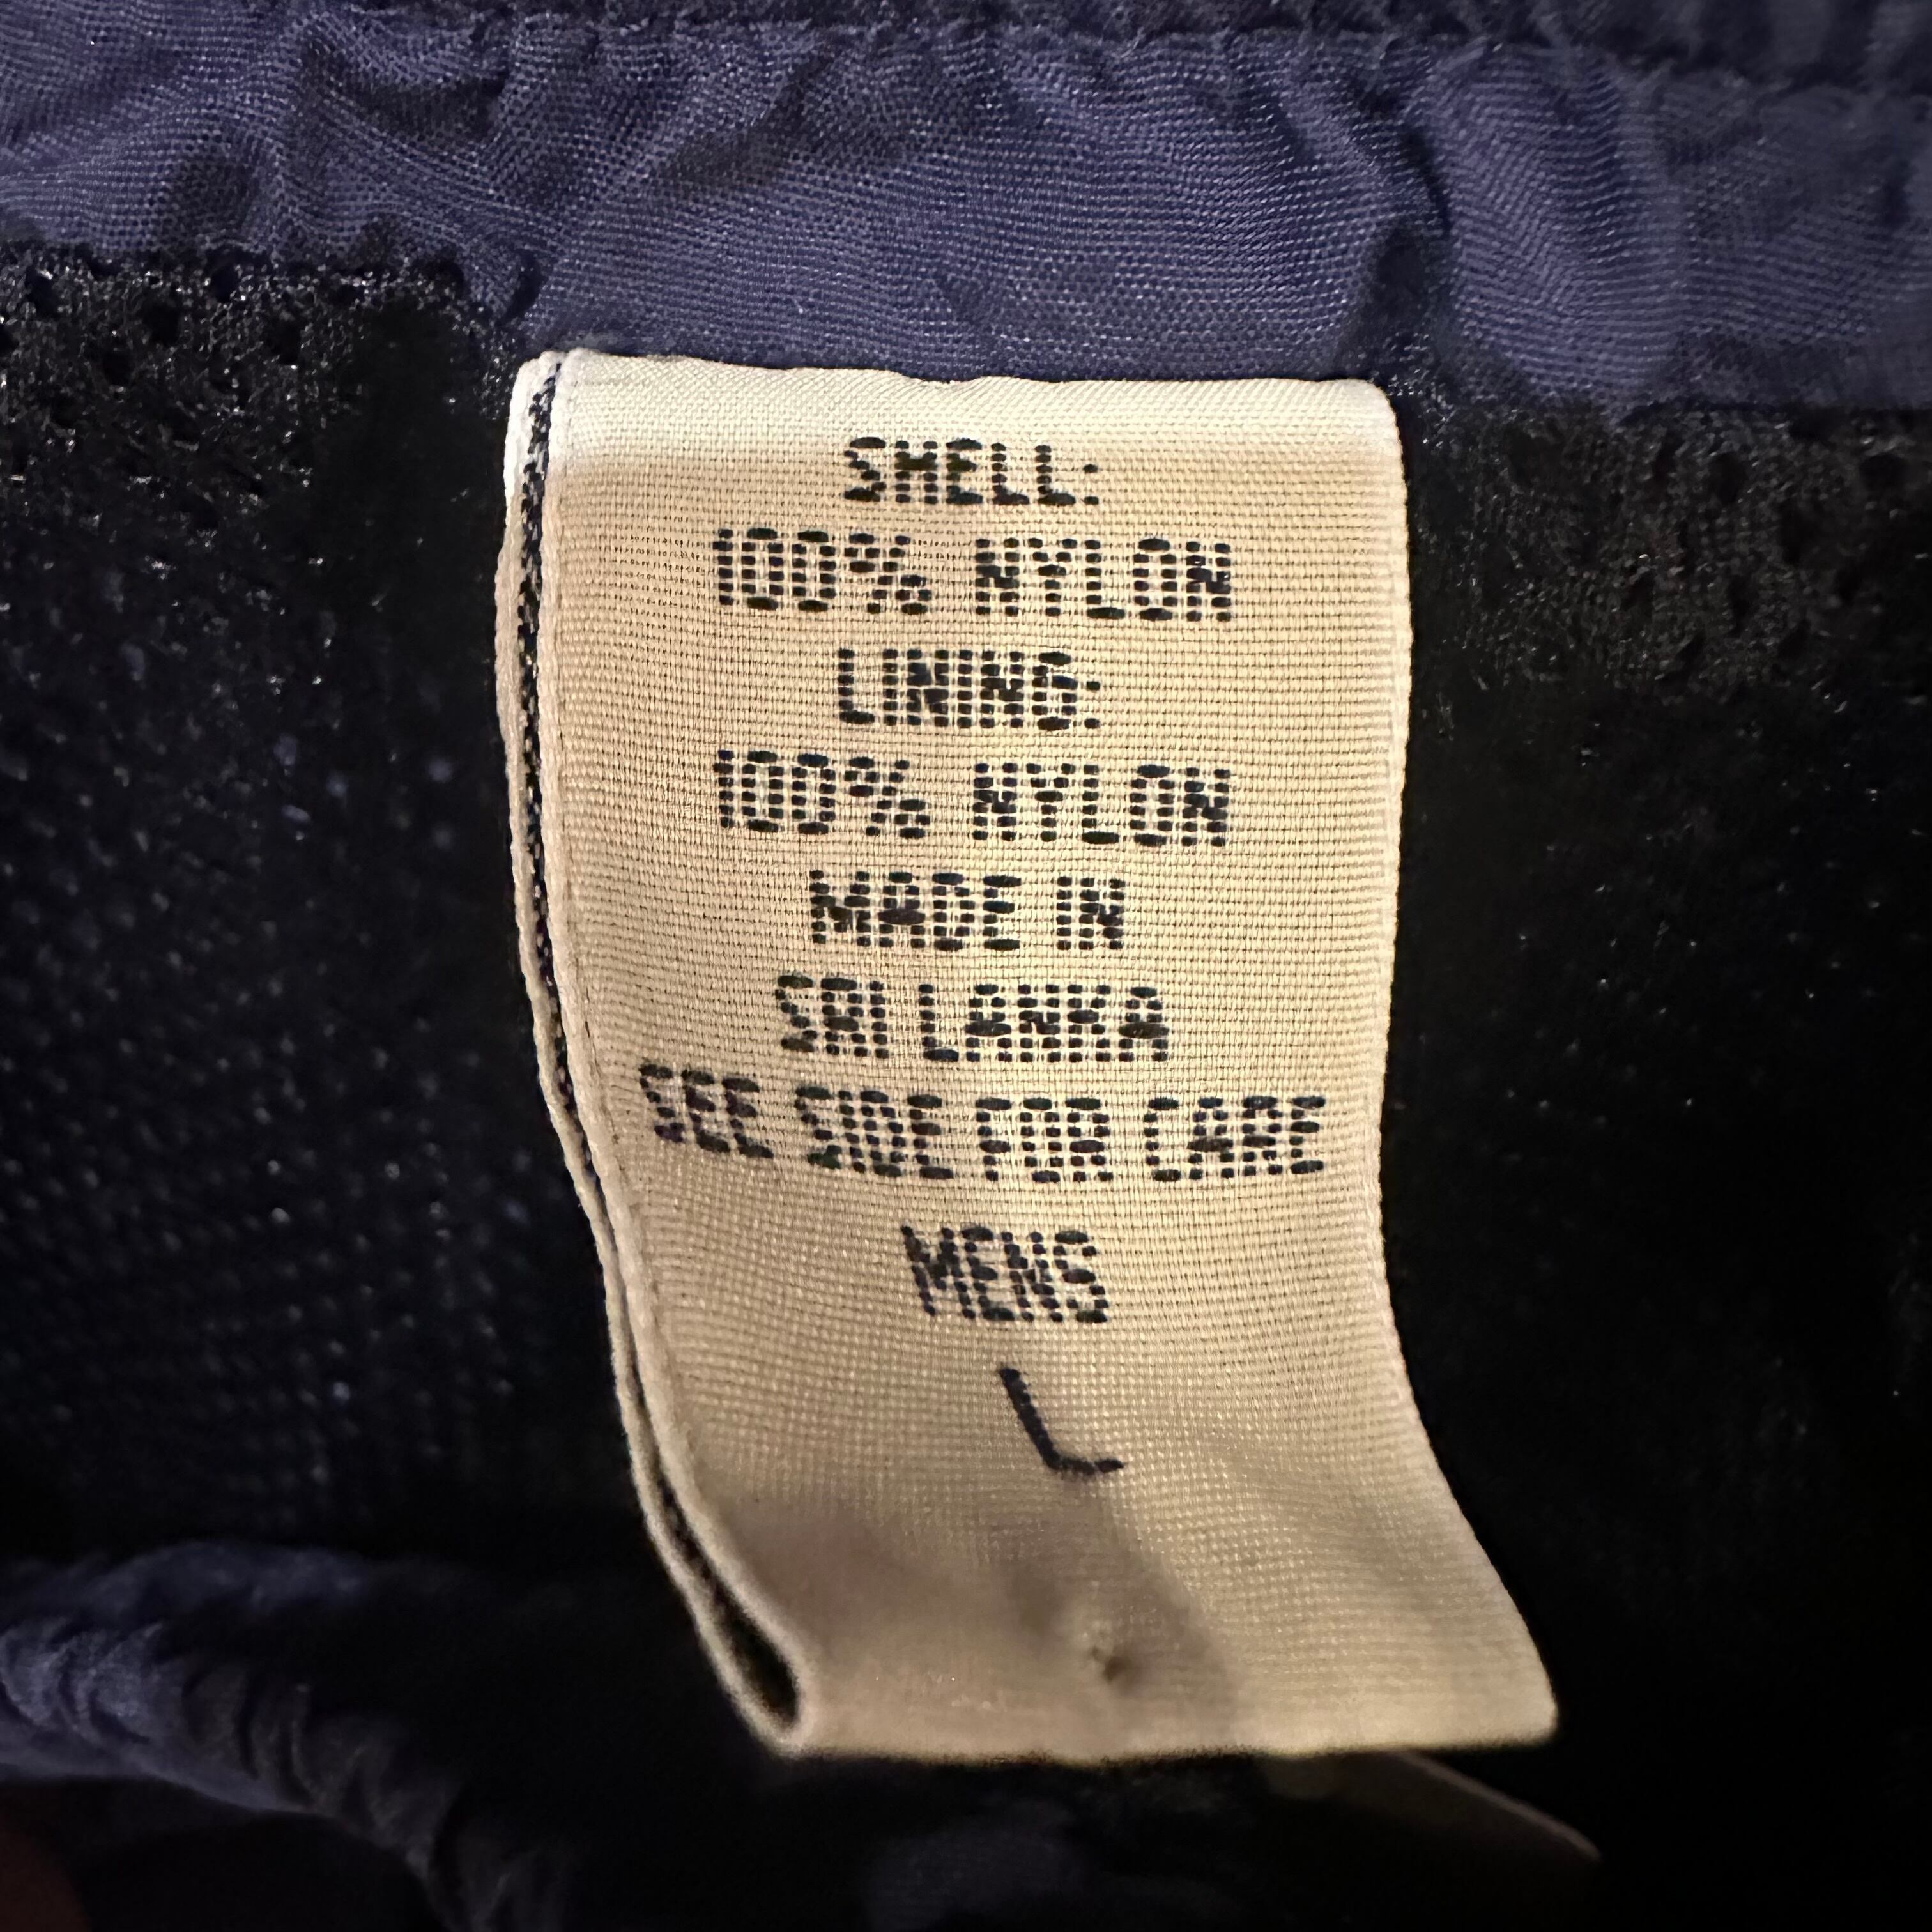 SHELL:
100% NYLON
LINING:
100% NYLON
MADE IN
SRI LANKA
SEE SIDE FOR CARE
MENS
L